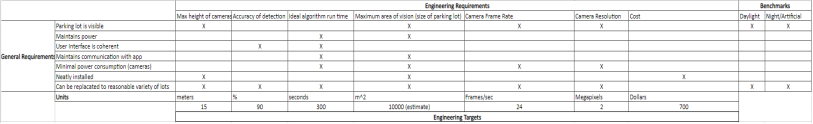 Engineering Requirements Benchmarks
Max height of cameras Accuracy of detection Ideal algorithm run time Maximum area of vision (size of parking lot) Camera Frame Rate Camera Resolution Cost Daylight Night/Artificial
Parking lot is visible X X X X X X
Maintains power X X
User interface is coherent X X
General Requirements Maintains communication with app X X
Minimal power consumption (cameras) X X X X
Neatly installed X X X
Can be replacated to reasonable variety of lots X X X X X X X X
Units meters % seconds m^2 Frames/sec Megapixels Dollars
15 90 300 10000 (estimate) 24 2 700
Engineering Targets